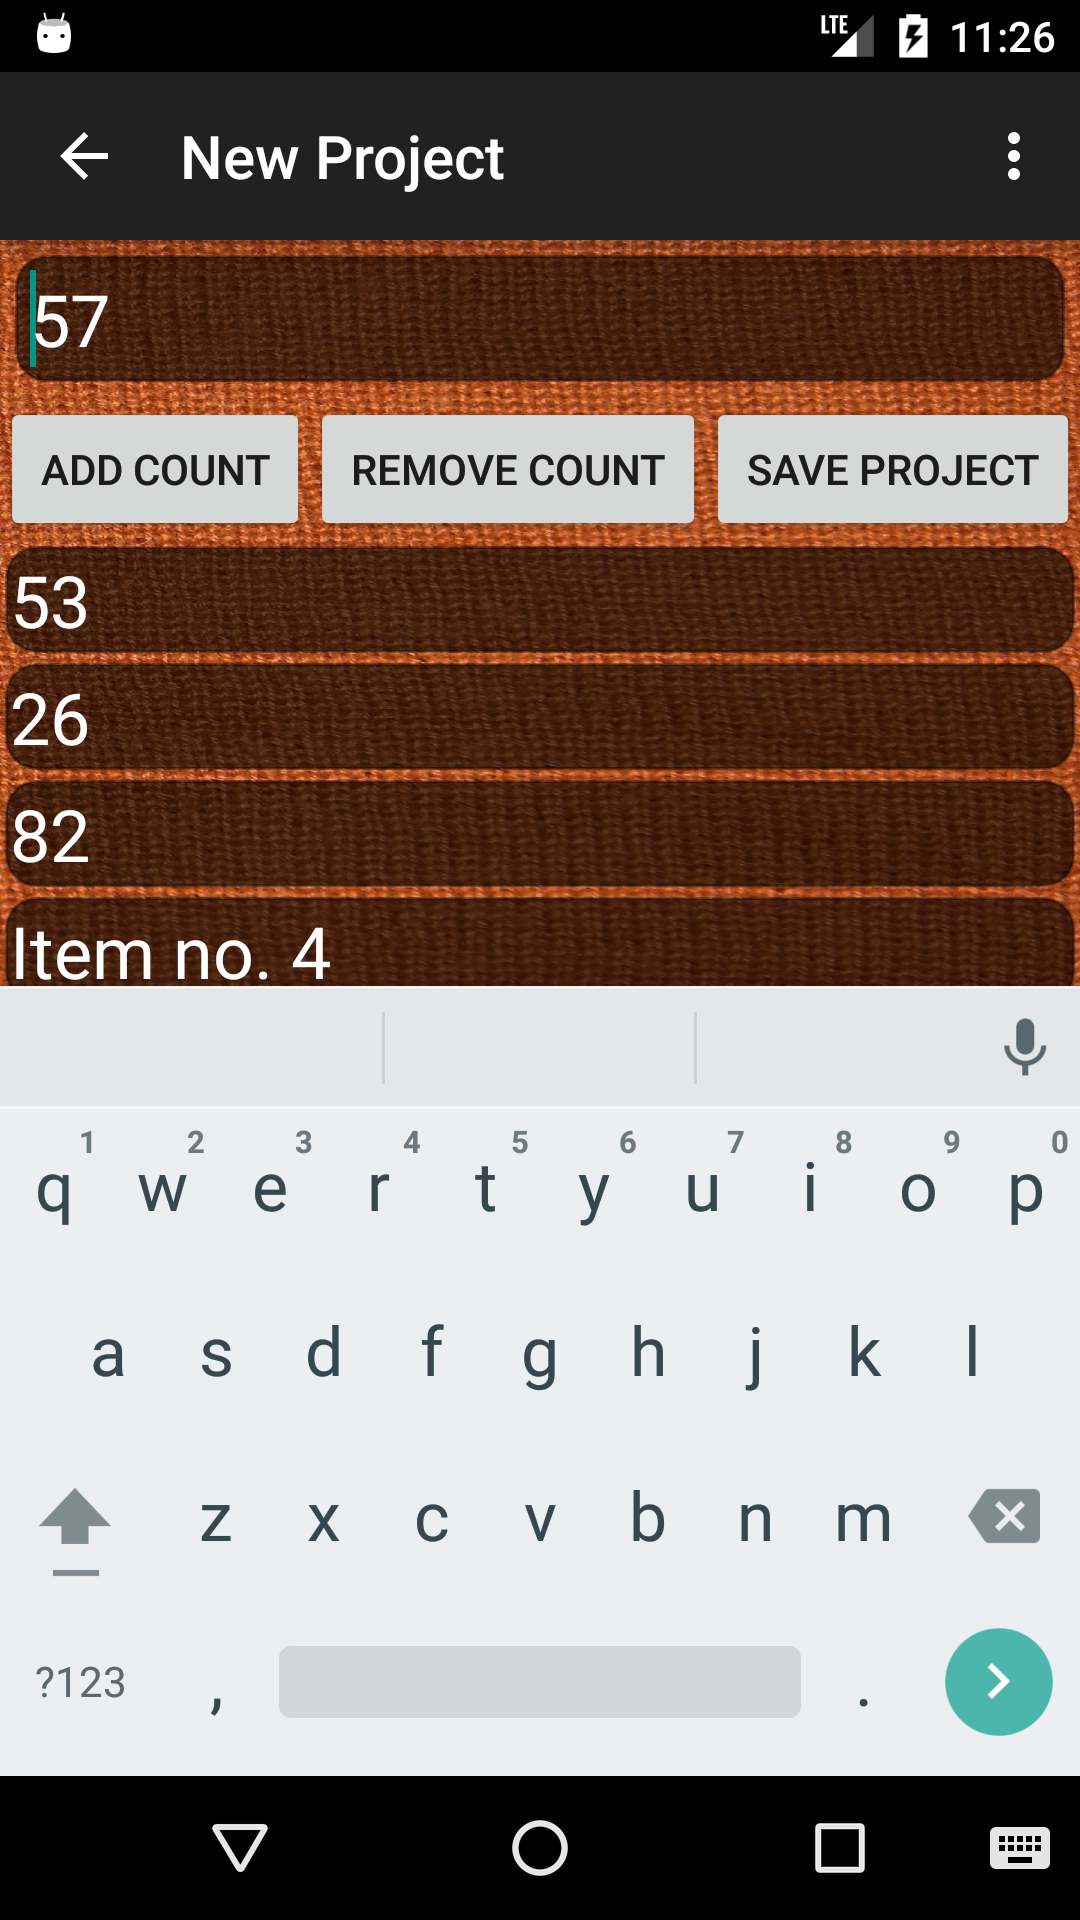 LTE 11:26
New Project
57
ADD COUNT REMOVE COUNT SAVE PROJECT
53
26
82
Item no. 4
1 2 3 4 5 6 7 8 9 0
q w e r t y u i o p
a s d f g h j k l
z x c v b n m
?123 , .